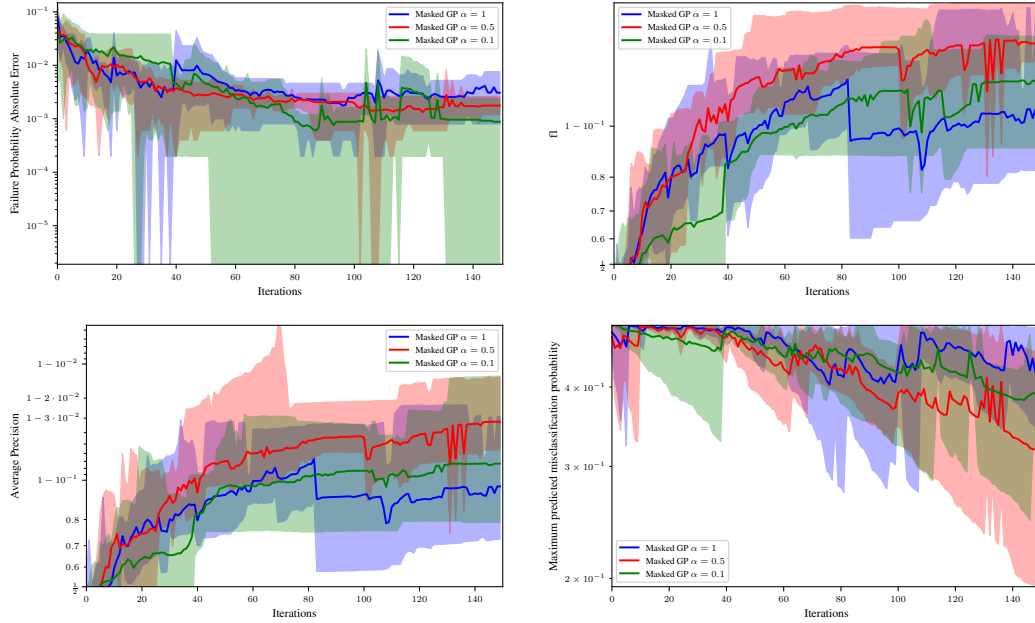 Failure Probability Absolute Error
10⁻¹
10⁻²
10⁻³
10⁻⁴
10⁻⁵
Masked GP α = 1
Masked GP α = 0.5
Masked GP α = 0.1
0 20 40 60 80 100 120 140
Iterations
f1
1 − 10⁻¹
0.8
0.7
0.6
½
Masked GP α = 1
Masked GP α = 0.5
Masked GP α = 0.1
0 20 40 60 80 100 120 140
Iterations
Average Precision
1 − 10⁻²
1 − 2 · 10⁻²
1 − 3 · 10⁻²
1 − 10⁻¹
0.8
0.7
0.6
½
Masked GP α = 1
Masked GP α = 0.5
Masked GP α = 0.1
0 20 40 60 80 100 120 140
Iterations
Maximum predicted misclassification probability
4 × 10⁻¹
3 × 10⁻¹
2 × 10⁻¹
Masked GP α = 1
Masked GP α = 0.5
Masked GP α = 0.1
0 20 40 60 80 100 120 140
Iterations